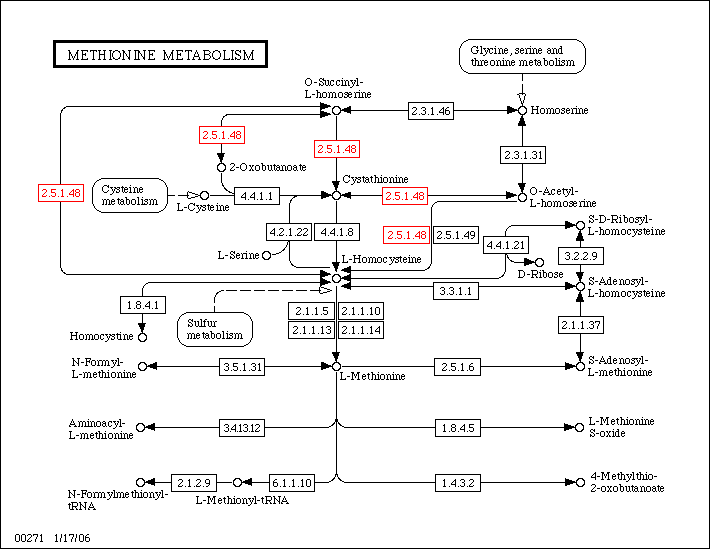 METHIONINE METABOLISM
Glycine, serine and
threonine metabolism
O-Succinyl-
L-homoserine
2.3.1.46
Homoserine
2.5.1.48
2.5.1.48
2.3.1.31
2-Oxobutanoate
Cystathionine
2.5.1.48
Cysteine
metabolism
L-Cysteine
4.4.1.1
2.5.1.48
O-Acetyl-
L-homoserine
4.2.1.22
4.4.1.8
2.5.1.48
2.5.1.49
4.4.1.21
S-D-Ribosyl-
L-homocysteine
L-Serine
L-Homocysteine
D-Ribose
3.2.2.9
3.3.1.1
S-Adenosyl-
L-homocysteine
1.8.4.1
Sulfur
metabolism
2.1.1.5
2.1.1.10
2.1.1.13
2.1.1.14
2.1.1.37
Homocystine
N-Formyl-
L-methionine
3.5.1.31
L-Methionine
2.5.1.6
S-Adenosyl-
L-methionine
Aminoacyl-
L-methionine
3.4.13.12
1.8.4.5
L-Methionine
S-oxide
N-Formylmethionyl-
tRNA
2.1.2.9
L-Methionyl-tRNA
6.1.1.10
1.4.3.2
4-Methylthio-
2-oxobutanoate
00271 1/17/06